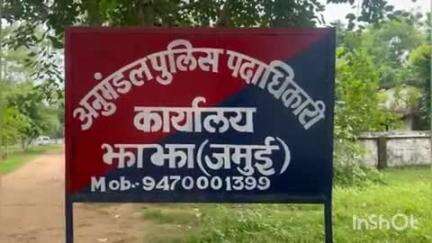 अनुमंडल पुलिस पदाधिकारी
कार्यालय
झाझा (जमुई)
Mob.- 9470001399
InShOt